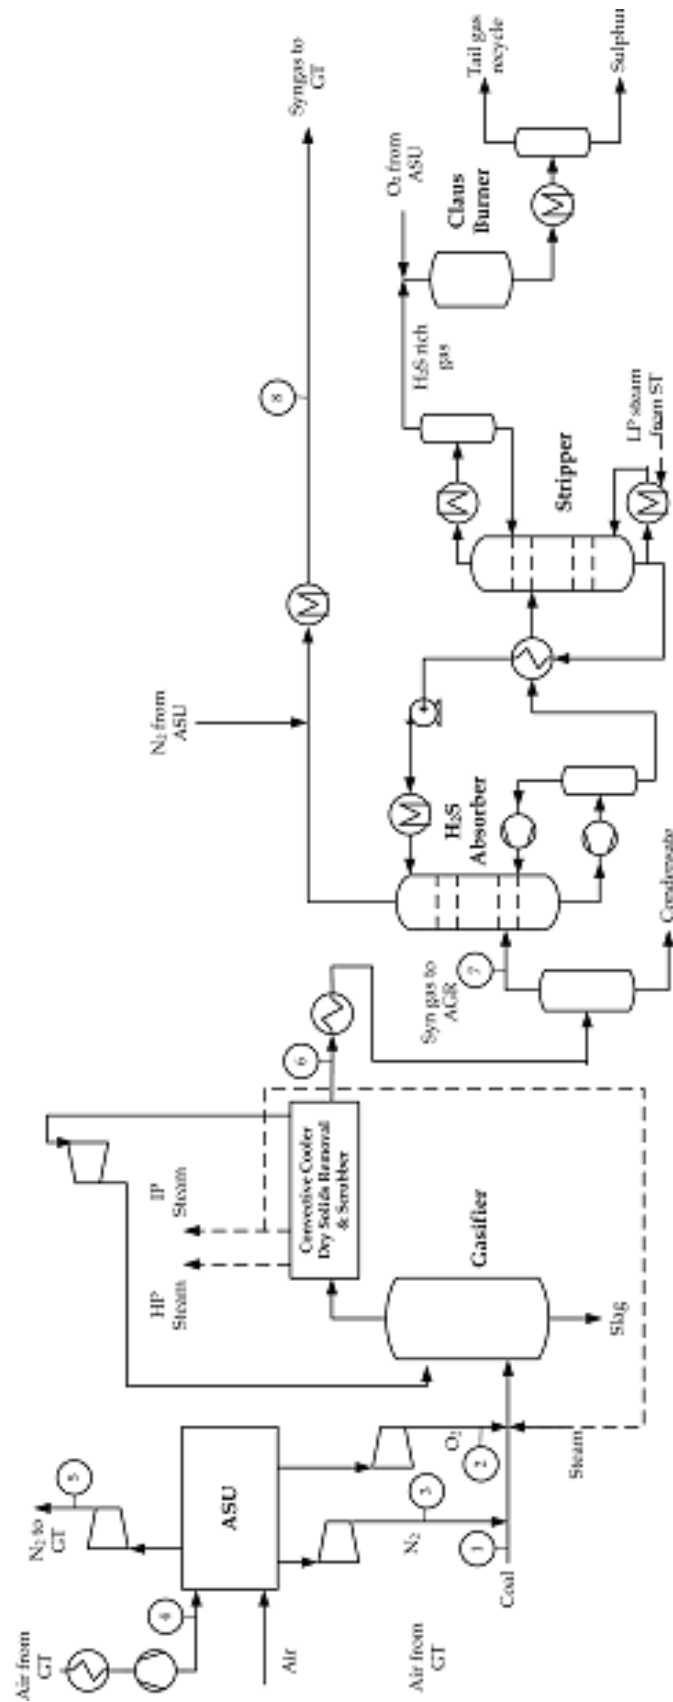 Air from
GT
4
Air
N₂ to
GT
5
ASU
Air from
GT
3
N₂
O₂
2
1
Coal
Steam
HP
Steam
IP
Steam
Convective Cooler
Dry Solids Removal
& Scrubber
Gasifier
Slag
6
Syn gas to
AGR
7
Condensate
H₂S
Absorber
N₂ from
ASU
8
Syngas to
GT
Stripper
LP steam
from ST
H₂S rich
gas
O₂ from
ASU
Claus
Burner
Tail gas
recycle
Sulphur